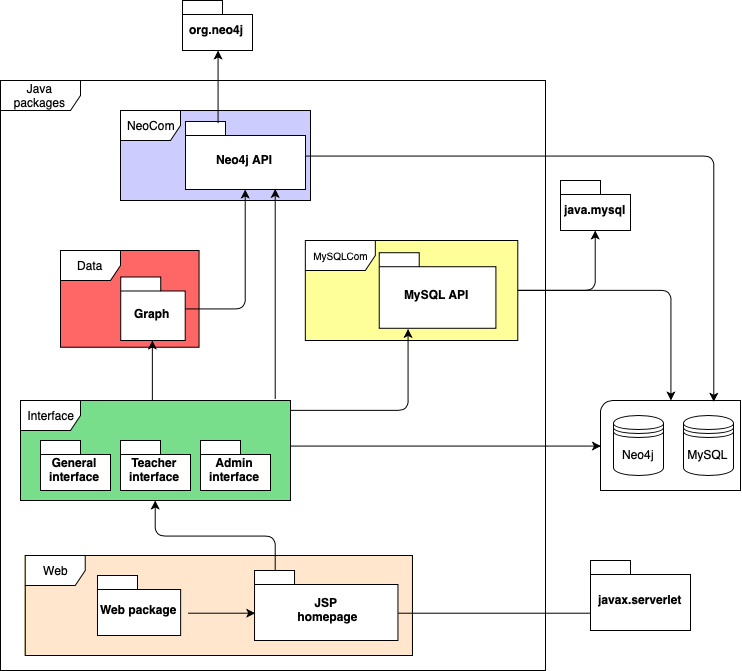 org.neo4j
Java
packages
NeoCom
Neo4j API
java.mysql
Data
MySQLCom
Graph
MySQL API
Interface
General
interface
Teacher
interface
Admin
interface
Neo4j
MySQL
Web
Web package
JSP
homepage
javax.serverlet